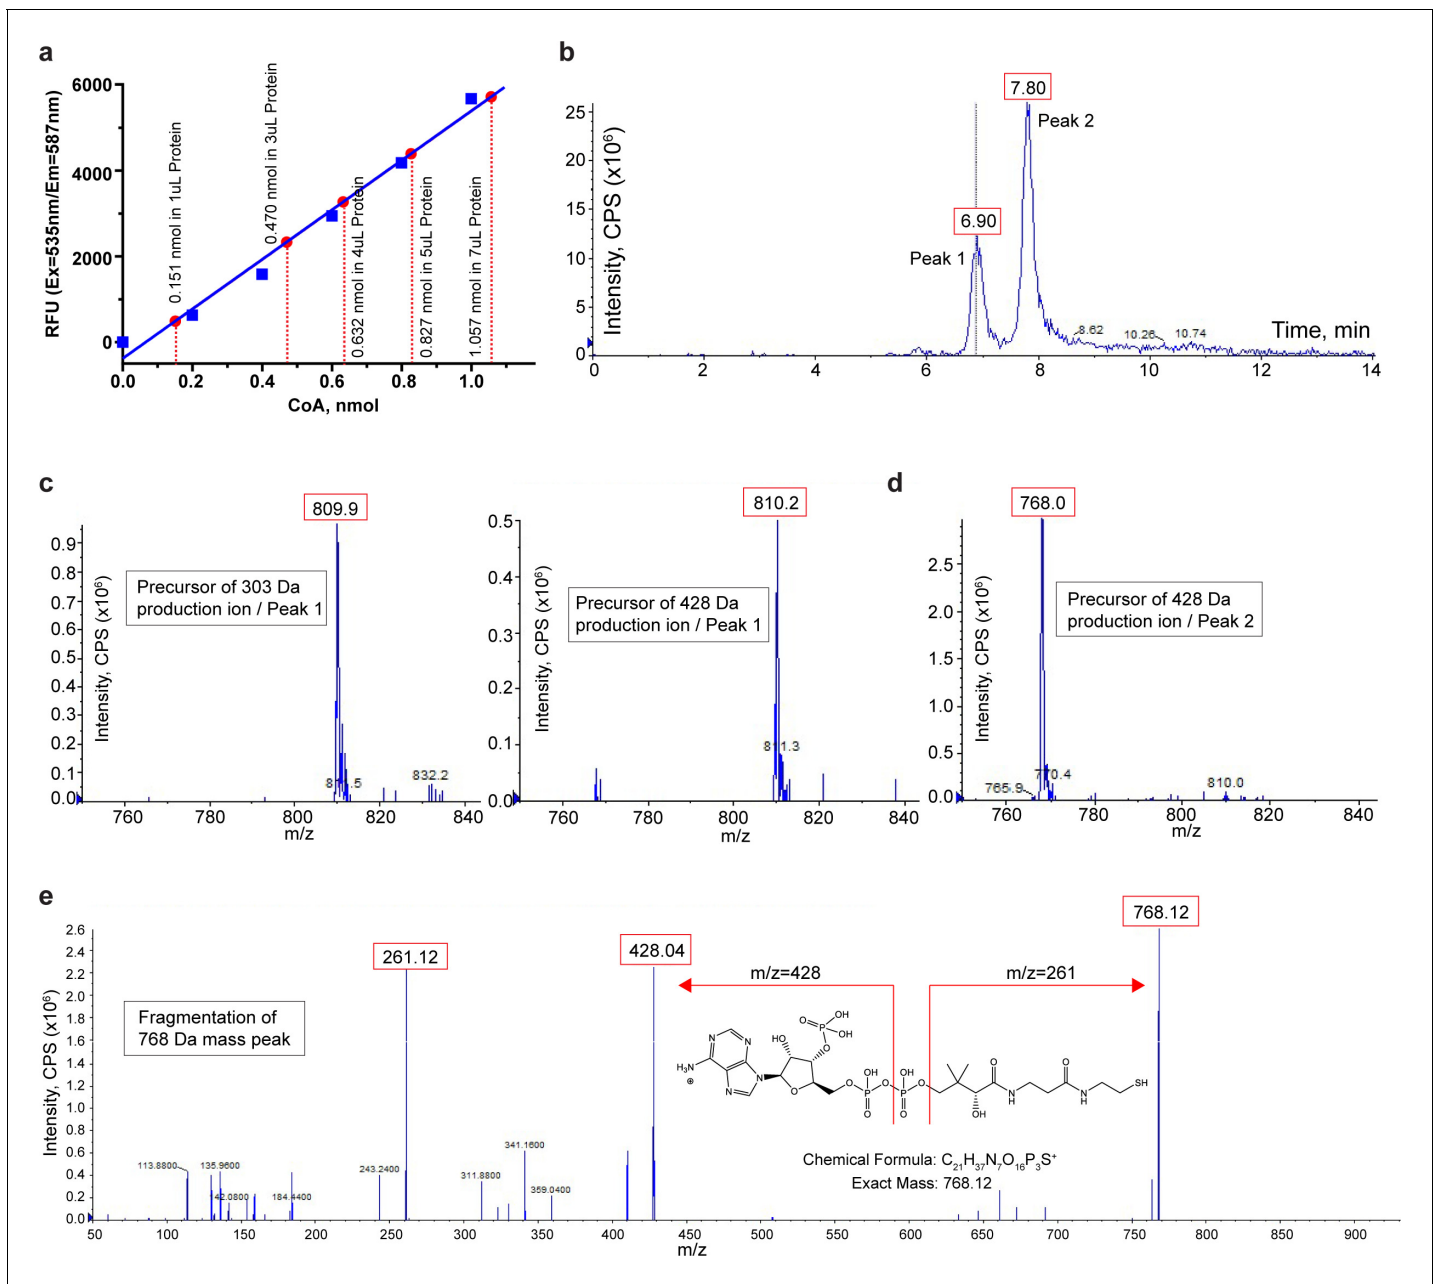 a
6000
4000
2000
0
RFU (Ex=535nm/Em=587nm)
0.151 nmol in 1uL Protein
0.470 nmol in 3uL Protein
0.632 nmol in 4uL Protein
0.827 nmol in 5uL Protein
1.057 nmol in 7uL Protein
0.0 0.2 0.4 0.6 0.8 1.0
CoA, nmol
b
Intensity, CPS (x10⁶)
25
20
15
10
5
0
7.80
Peak 2
6.90
Peak 1
8.62 10.26 10.74
Time, min
0 2 4 6 8 10 12 14
c
809.9
Intensity, CPS (x10⁶)
0.9
0.8
0.7
0.6
0.5
0.4
0.3
0.2
0.1
0.0
Precursor of 303 Da
production ion / Peak 1
832.2
760 780 800 820 840
m/z
810.2
Intensity, CPS (x10⁶)
0.5
0.4
0.3
0.2
0.1
0.0
Precursor of 428 Da
production ion / Peak 1
811.3
760 780 800 820 840
m/z
d
768.0
Intensity, CPS (x10⁶)
2.5
2.0
1.5
1.0
0.5
0.0
Precursor of 428 Da
production ion / Peak 2
765.9 770.4 810.0
760 780 800 820 840
m/z
e
Intensity, CPS (x10⁶)
2.6
2.4
2.2
2.0
1.8
1.6
1.4
1.2
1.0
0.8
0.6
0.4
0.2
0.0
Fragmentation of
768 Da mass peak
261.12
428.04
768.12
m/z=428
m/z=261
113.8800 135.9600 142.0800 184.4400 243.2400 311.8800 341.1600 359.0400
H₃N ⊕ N N N N HO O P OH OH O O O P OH O O P OH O O OH O N H O N H SH
Chemical Formula: C₂₁H₃₇N₇O₁₆P₃S⁺
Exact Mass: 768.12
50 100 150 200 250 300 350 400 450 500 550 600 650 700 750 800 850 900
m/z